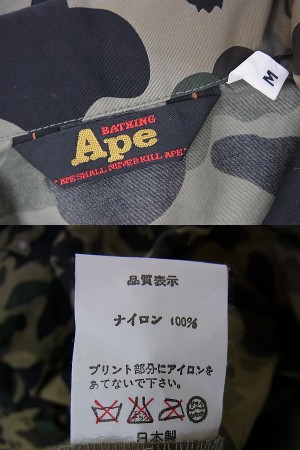 M
BATHING
Ape
"APE SHALL NEVER KILL APE"
品質表示
ナイロン 100%
プリント部分にアイロンを
あてないで下さい。
日本製